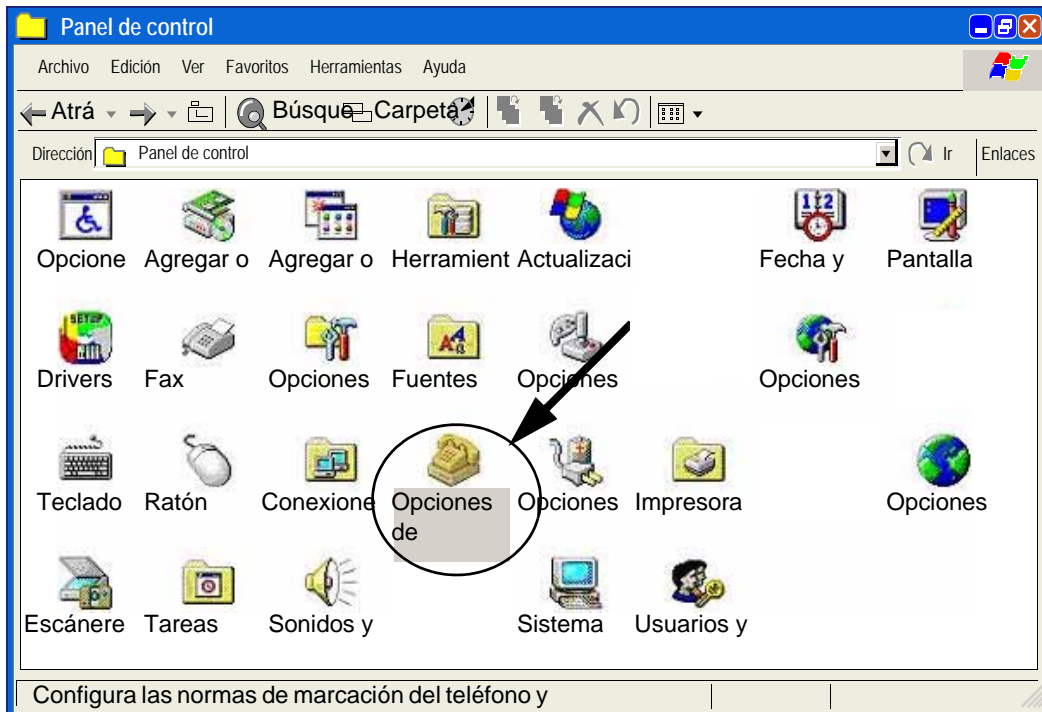 Panel de control
Archivo Edición Ver Favoritos Herramientas Ayuda
Atrá Búsque Carpeta
Dirección Panel de control Ir Enlaces
Opcione Agregar o Agregar o Herramient Actualizaci Fecha y Pantalla
Drivers Fax Opciones Fuentes Opciones Opciones
Teclado Ratón Conexione Opciones de Opciones Impresora Opciones
Escánere Tareas Sonidos y Sistema Usuarios y
Configura las normas de marcación del teléfono y